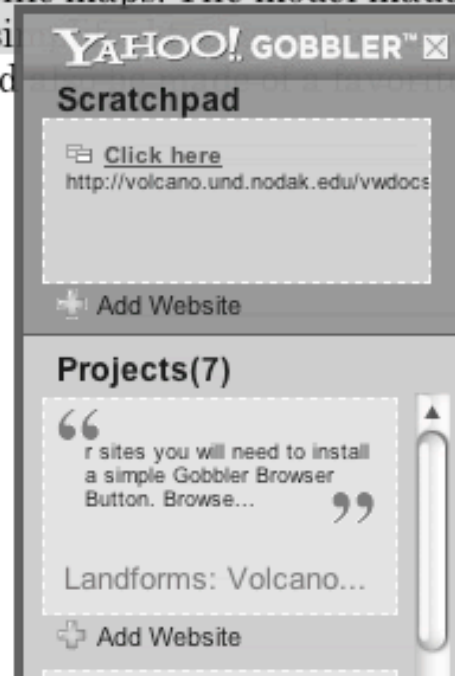 YAHOO! GOBBLER™
Scratchpad
Click here
http://volcano.und.nodak.edu/vwdocs
Add Website
Projects(7)
“
r sites you will need to install
a simple Gobbler Browser
Button. Browse...
”
Landforms: Volcano...
Add Website